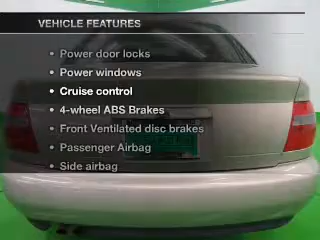 VEHICLE FEATURES
• Power door locks
• Power windows
• Cruise control
• 4-wheel ABS Brakes
• Front Ventilated disc brakes
• Passenger Airbag
• Side airbag